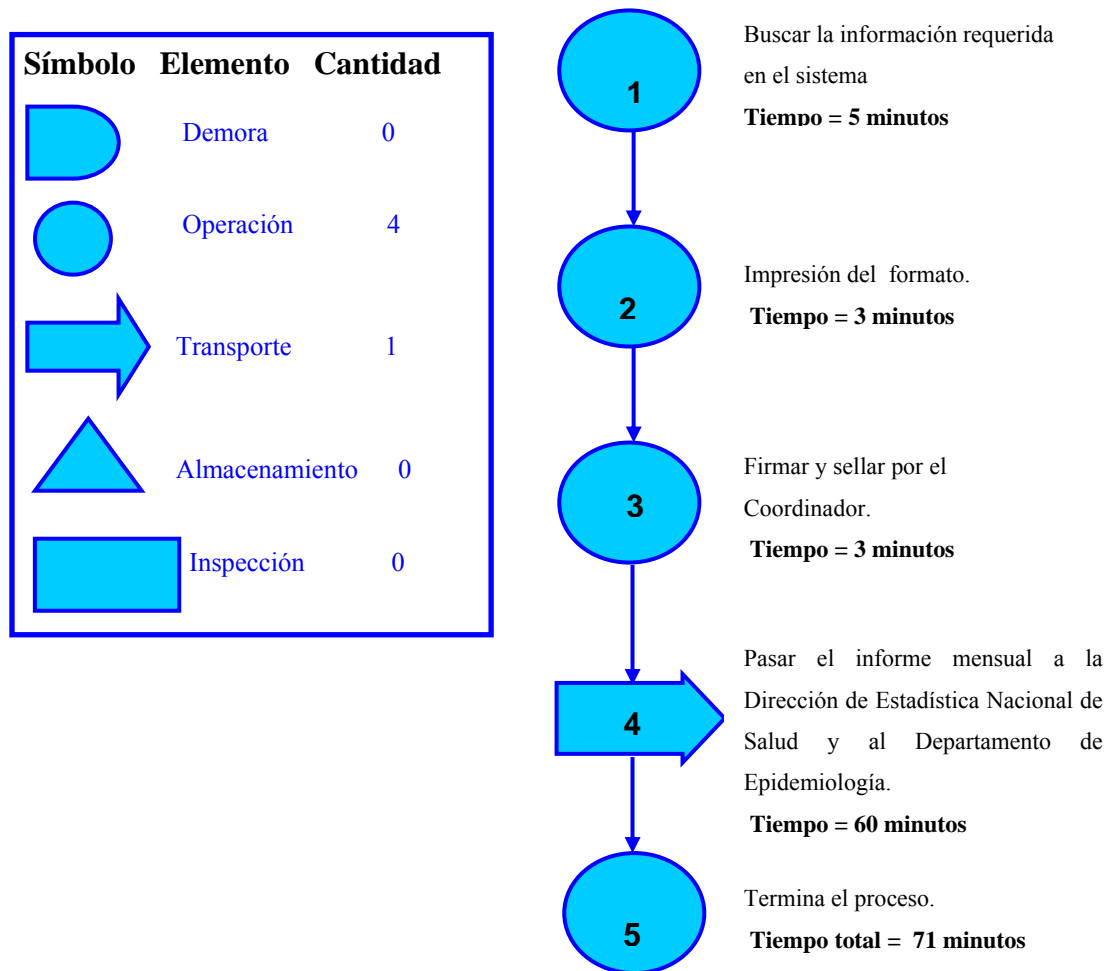 Símbolo Elemento Cantidad
Demora 0
Operación 4
Transporte 1
Almacenamiento 0
Inspección 0
1
Buscar la información requerida
en el sistema
Tiempo = 5 minutos
2
Impresión del formato.
Tiempo = 3 minutos
3
Firmar y sellar por el
Coordinador.
Tiempo = 3 minutos
4
Pasar el informe mensual a la
Dirección de Estadística Nacional de
Salud y al Departamento de
Epidemiología.
Tiempo = 60 minutos
5
Termina el proceso.
Tiempo total = 71 minutos